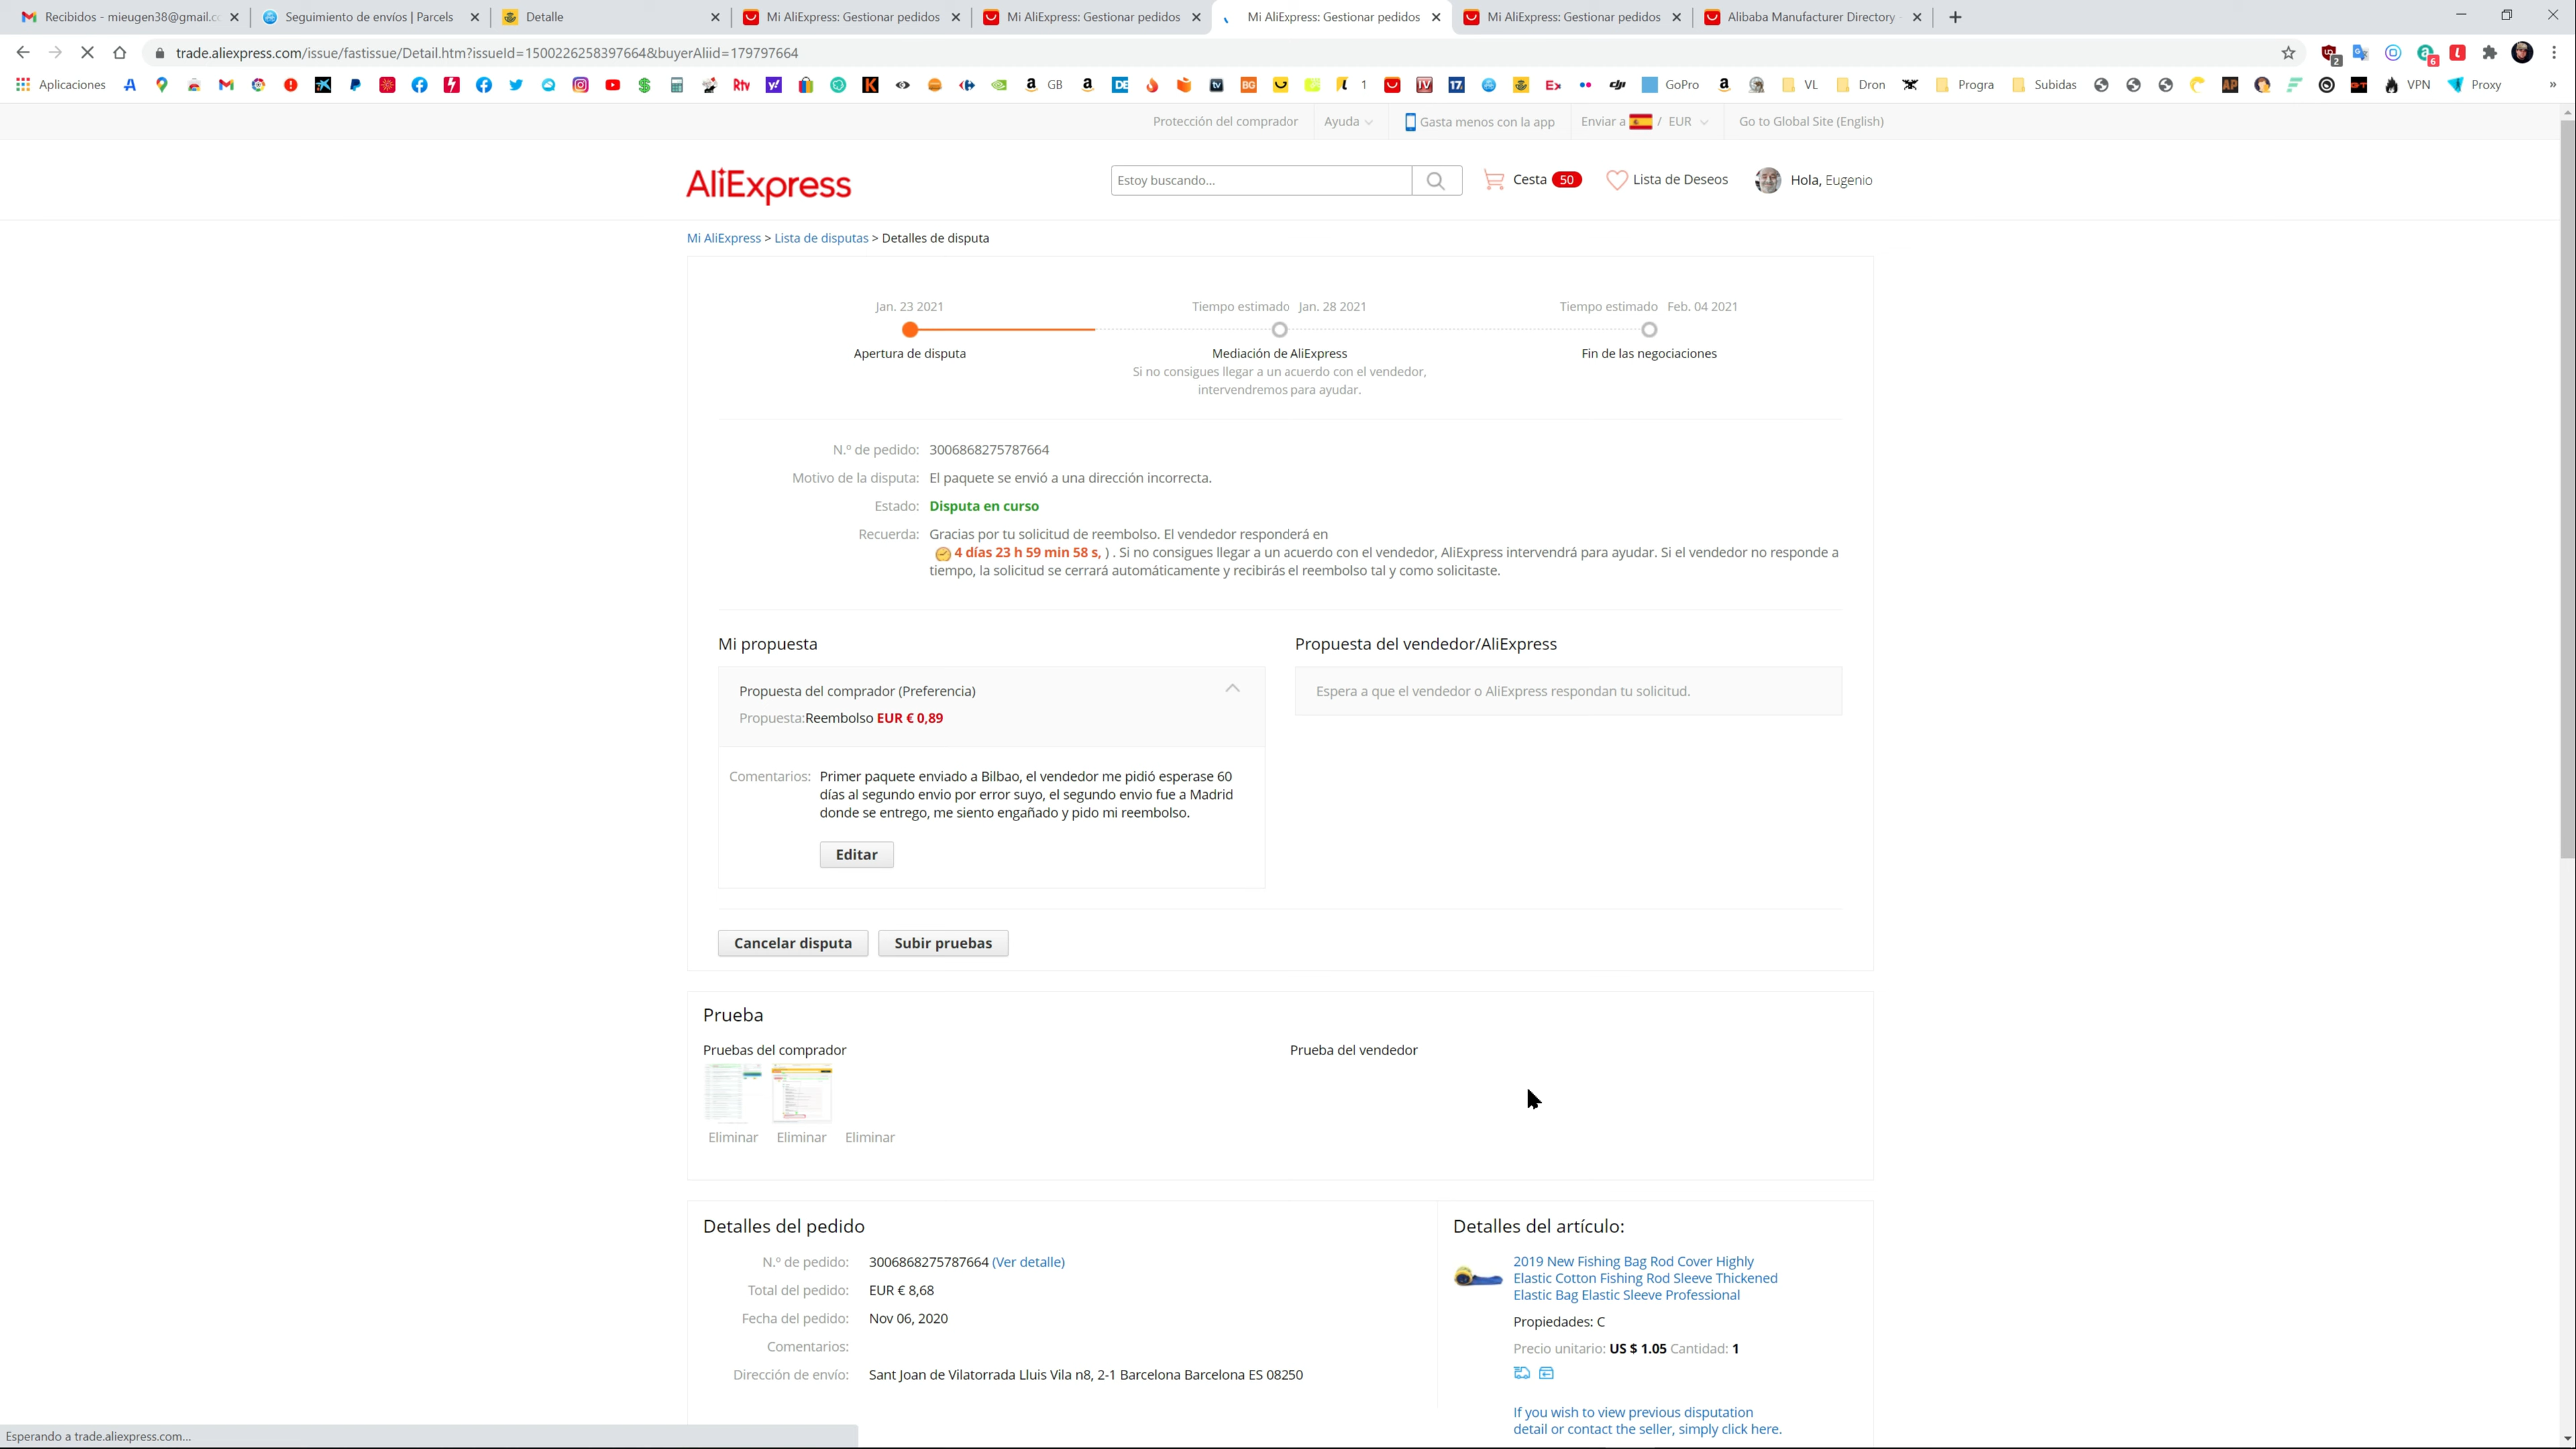 Recibidos - mieugen38@gmail.c
Seguimiento de envíos | Parcels
Detalle
Mi AliExpress: Gestionar pedidos
Mi AliExpress: Gestionar pedidos
Mi AliExpress: Gestionar pedidos
Mi AliExpress: Gestionar pedidos
Alibaba Manufacturer Directory
trade.aliexpress.com/issue/fastissue/Detail.htm?issueId=1500226258397664&buyerAliid=179797664
Aplicaciones
GB
1
GoPro
VL
Dron
Progra
Subidas
VPN
Proxy
Protección del comprador
Ayuda
Gasta menos con la app
Enviar a / EUR
Go to Global Site (English)
AliExpress
Estoy buscando...
Cesta 50
Lista de Deseos
Hola, Eugenio
Mi AliExpress > Lista de disputas > Detalles de disputa
Jan. 23 2021
Tiempo estimado Jan. 28 2021
Tiempo estimado Feb. 04 2021
Apertura de disputa
Mediación de AliExpress
Fin de las negociaciones
Si no consigues llegar a un acuerdo con el vendedor,
intervendremos para ayudar.
N.º de pedido: 3006868275787664
Motivo de la disputa: El paquete se envió a una dirección incorrecta.
Estado: Disputa en curso
Recuerda: Gracias por tu solicitud de reembolso. El vendedor responderá en
4 días 23 h 59 min 58 s, ) . Si no consigues llegar a un acuerdo con el vendedor, AliExpress intervendrá para ayudar. Si el vendedor no responde a
tiempo, la solicitud se cerrará automáticamente y recibirás el reembolso tal y como solicitaste.
Mi propuesta
Propuesta del vendedor/AliExpress
Propuesta del comprador (Preferencia)
Espera a que el vendedor o AliExpress respondan tu solicitud.
Propuesta:Reembolso EUR € 0,89
Comentarios: Primer paquete enviado a Bilbao, el vendedor me pidió esperase 60
días al segundo envio por error suyo, el segundo envio fue a Madrid
donde se entrego, me siento engañado y pido mi reembolso.
Editar
Cancelar disputa
Subir pruebas
Prueba
Pruebas del comprador
Prueba del vendedor
Eliminar
Eliminar
Eliminar
Detalles del pedido
N.º de pedido: 3006868275787664 (Ver detalle)
Total del pedido: EUR € 8,68
Fecha del pedido: Nov 06, 2020
Comentarios:
Dirección de envío: Sant Joan de Vilatorrada Lluis Vila n8, 2-1 Barcelona Barcelona ES 08250
Detalles del artículo:
2019 New Fishing Bag Rod Cover Highly
Elastic Cotton Fishing Rod Sleeve Thickened
Elastic Bag Elastic Sleeve Professional
Propiedades: C
Precio unitario: US $ 1.05 Cantidad: 1
If you wish to view previous disputation
detail or contact the seller, simply click here.
Esperando a trade.aliexpress.com...